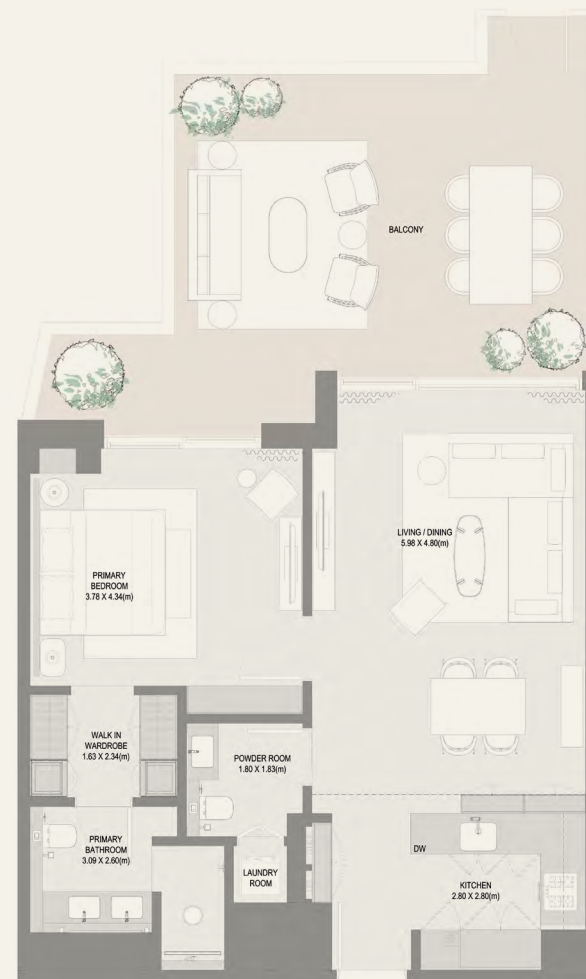 BALCONY
LIVING / DINING
5.98 X 4.80(m)
PRIMARY
BEDROOM
3.78 X 4.34(m)
WALK IN
WARDROBE
1.63 X 2.34(m)
POWDER ROOM
1.80 X 1.83(m)
PRIMARY
BATHROOM
3.09 X 2.60(m)
LAUNDRY
ROOM
DW
KITCHEN
2.80 X 2.80(m)